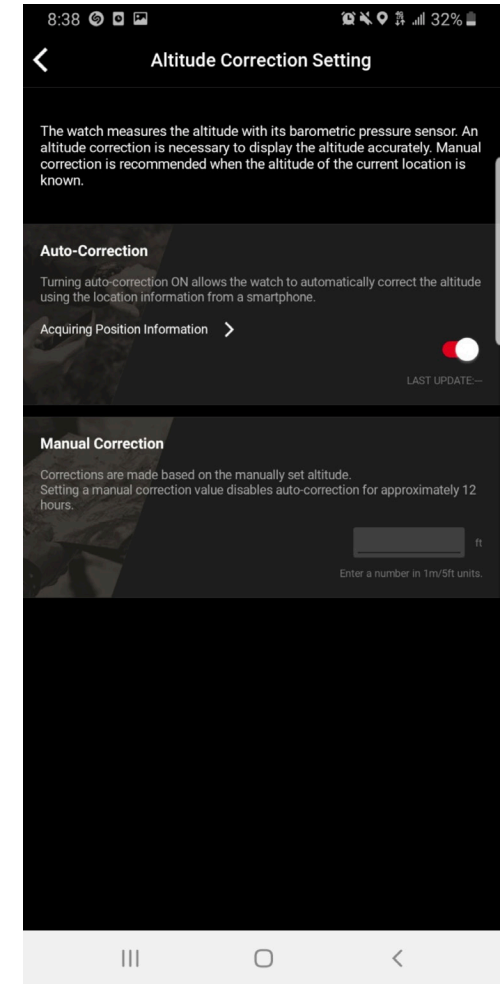 8:38 32%
Altitude Correction Setting
The watch measures the altitude with its barometric pressure sensor. An
altitude correction is necessary to display the altitude accurately. Manual
correction is recommended when the altitude of the current location is
known.
Auto-Correction
Turning auto-correction ON allows the watch to automatically correct the altitude
using the location information from a smartphone.
Acquiring Position Information
LAST UPDATE:--
Manual Correction
Corrections are made based on the manually set altitude.
Setting a manual correction value disables auto-correction for approximately 12
hours.
ft
Enter a number in 1m/5ft units.